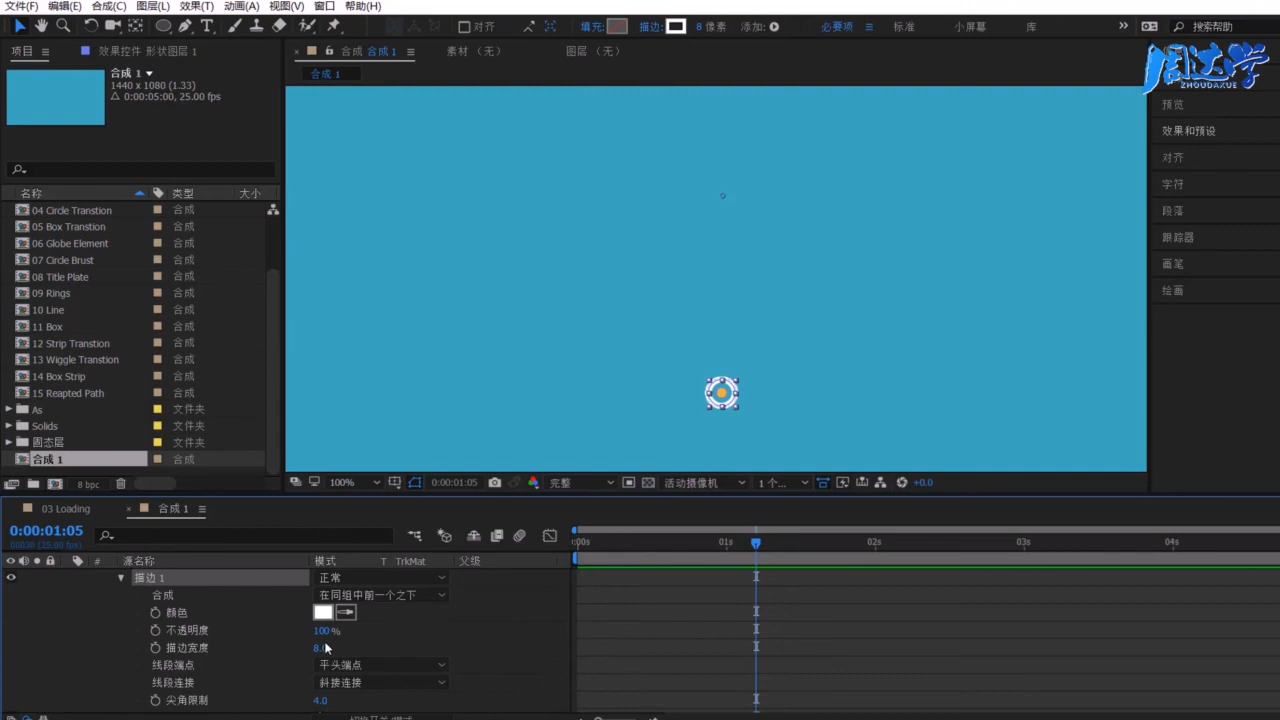 文件(F) 编辑(E) 合成(C) 图层(L) 效果(T) 动画(A) 视图(V) 窗口 帮助(H)
对齐 填充: 描边: 8 像素 添加: 必要项 标准 小屏幕 库 搜索帮助
项目 效果控件 形状图层 1 合成 合成 1 素材（无） 图层（无）
周达学
ZHOUDAXUE
合成 1
合成 1
1440 x 1080 (1.33)
△ 0:00:05:00, 25.00 fps
预览
效果和预设
对齐
字符
段落
跟踪器
画笔
绘画
名称 类型 大小
04 Circle Transtion 合成
05 Box Transtion 合成
06 Globe Element 合成
07 Circle Brust 合成
08 Title Plate 合成
09 Rings 合成
10 Line 合成
11 Box 合成
12 Strip Transtion 合成
13 Wiggle Transtion 合成
14 Box Strip 合成
15 Reapted Path 合成
As 文件夹
Solids 文件夹
固态层 文件夹
合成 1 合成
8 bpc 100% 0:00:01:05 完整 活动摄像机 1 个... +0.0
03 Loading 合成 1
0:00:01:05
00030 (25.00 fps)
:00s 01s 02s 03s 04s
# 源名称 模式 T TrkMat 父级
描边 1 正常
合成 在同组中前一个之下
颜色
不透明度 100 %
描边宽度 8.0
线段端点 平头端点
线段连接 斜接连接
尖角限制 4.0
切换开关/模式